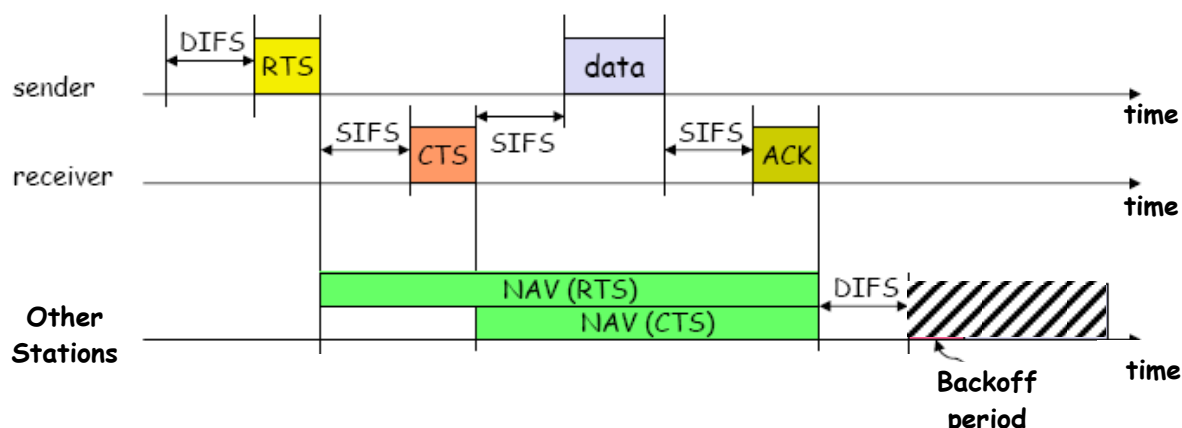 DIFS
RTS
data
sender
time
SIFS
CTS
SIFS
SIFS
ACK
receiver
time
NAV (RTS)
DIFS
NAV (CTS)
Other
Stations
time
Backoff
period